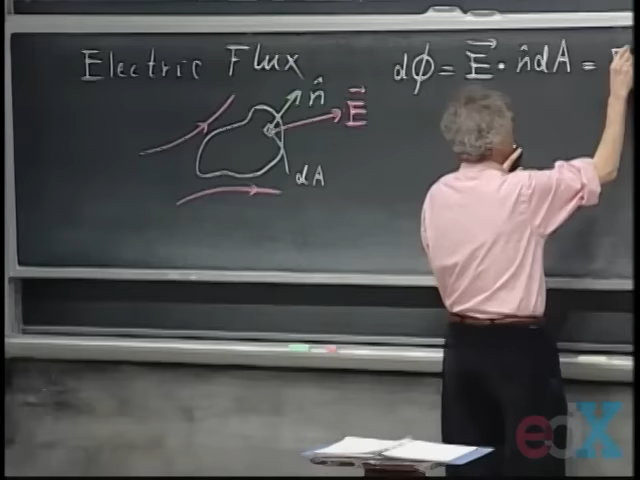 Electric Flux
dϕ = E⃗ · n̂ dA =
n̂
E⃗
dA
edX